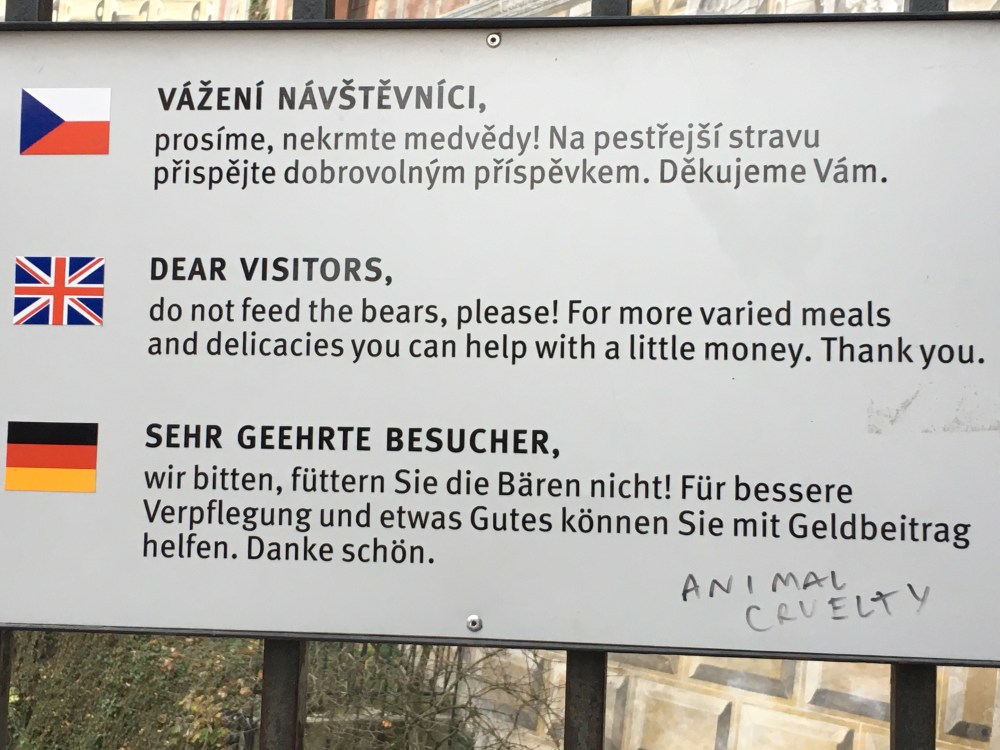 VÁŽENÍ NÁVŠTĚVNÍCI,
prosíme, nekrmte medvědy! Na pestřejší stravu
přispějte dobrovolným příspěvkem. Děkujeme Vám.
DEAR VISITORS,
do not feed the bears, please! For more varied meals
and delicacies you can help with a little money. Thank you.
SEHR GEEHRTE BESUCHER,
wir bitten, füttern Sie die Bären nicht! Für bessere
Verpflegung und etwas Gutes können Sie mit Geldbeitrag
helfen. Danke schön.
ANIMAL
CRUELTY